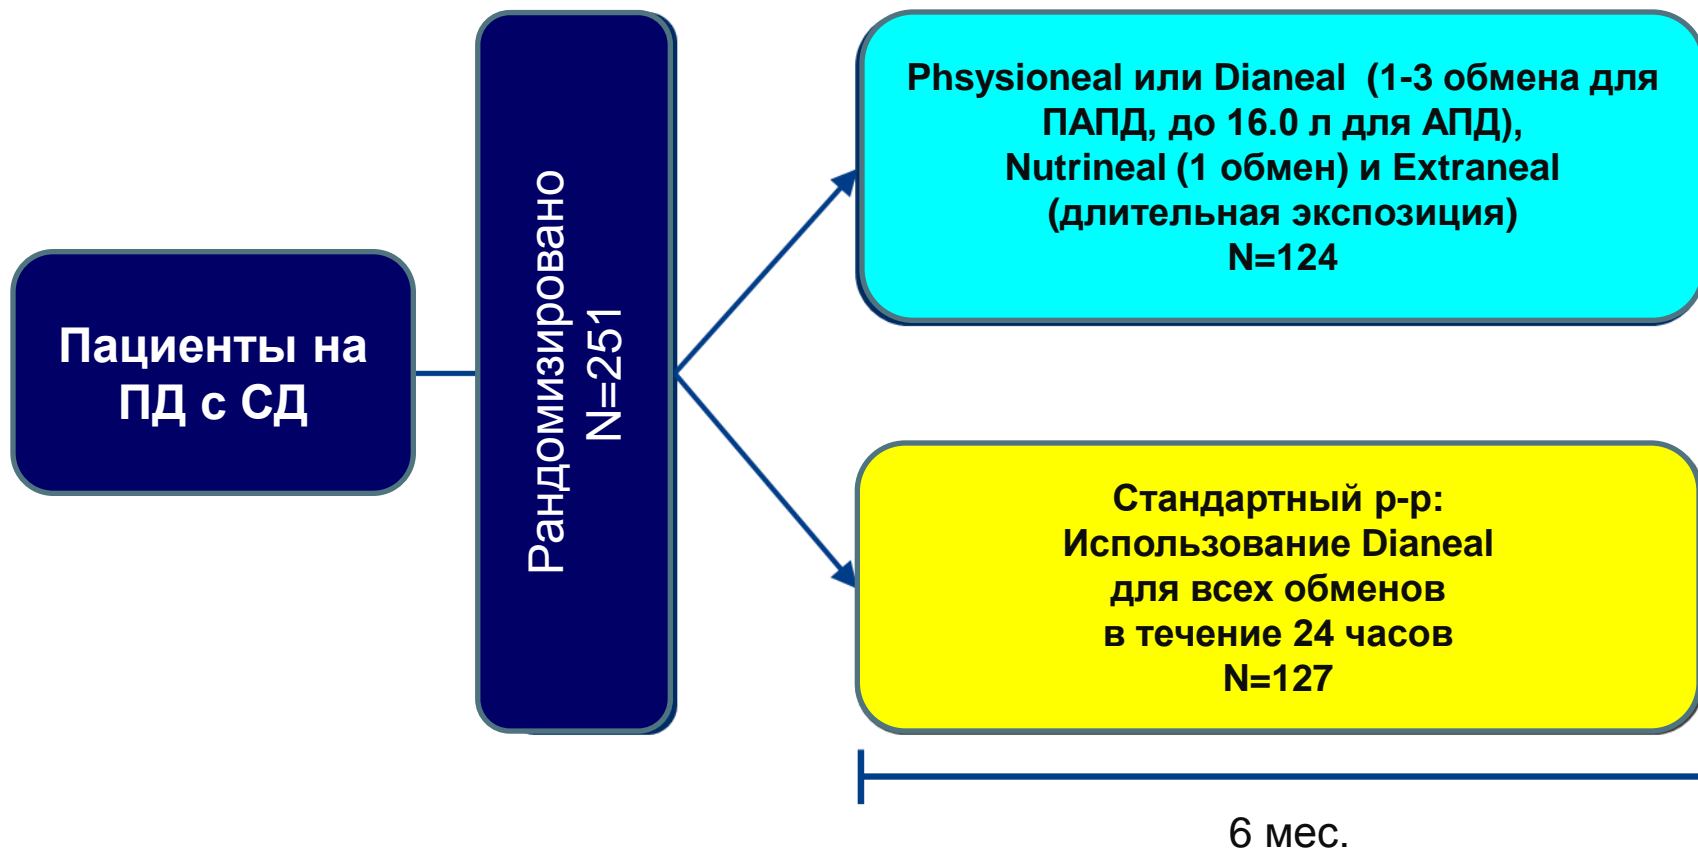 Пациенты на
ПД с СД
Рандомизировано
N=251
Phsysioneal или Dianeal (1-3 обмена для
ПАПД, до 16.0 л для АПД),
Nutrineal (1 обмен) и Extraneal
(длительная экспозиция)
N=124
Стандартный р-р:
Использование Dianeal
для всех обменов
в течение 24 часов
N=127
6 мес.